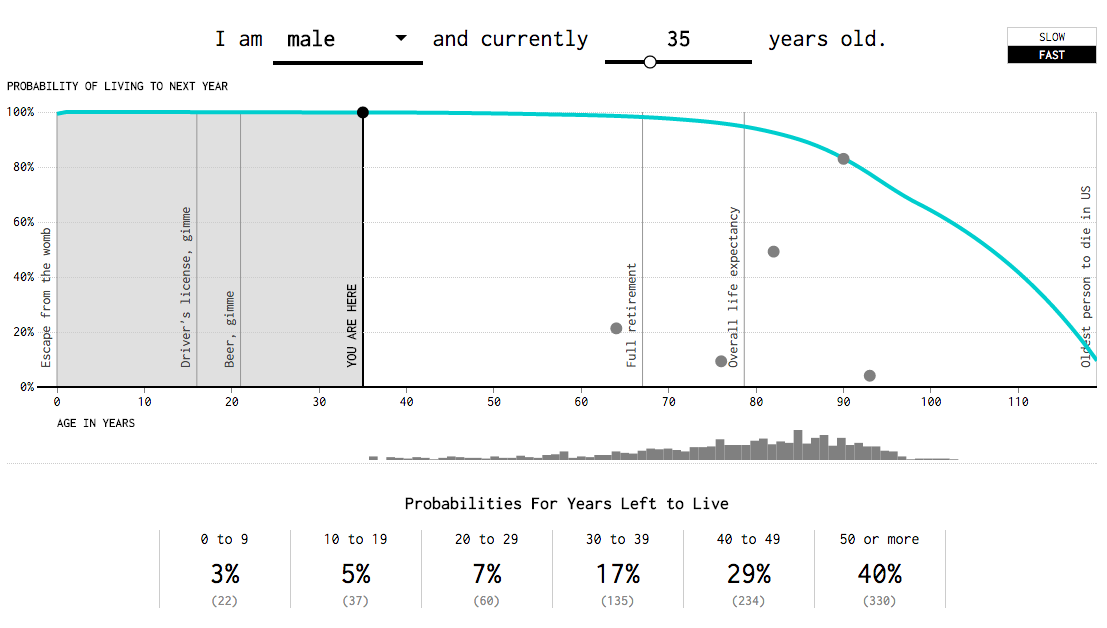 I am male and currently 35 years old.
SLOW
FAST
PROBABILITY OF LIVING TO NEXT YEAR
100%
80%
60%
40%
20%
0%
Escape from the womb
Driver's license, gimme
Beer, gimme
YOU ARE HERE
Full retirement
Overall life expectancy
Oldest person to die in US
0 10 20 30 40 50 60 70 80 90 100 110
AGE IN YEARS
Probabilities For Years Left to Live
0 to 9 10 to 19 20 to 29 30 to 39 40 to 49 50 or more
3% 5% 7% 17% 29% 40%
(22) (37) (60) (135) (234) (330)